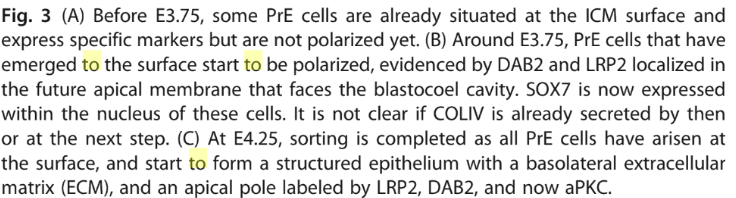 Fig. 3 (A) Before E3.75, some PrE cells are already situated at the ICM surface and
express specific markers but are not polarized yet. (B) Around E3.75, PrE cells that have
emerged to the surface start to be polarized, evidenced by DAB2 and LRP2 localized in
the future apical membrane that faces the blastocoel cavity. SOX7 is now expressed
within the nucleus of these cells. It is not clear if COLIV is already secreted by then
or at the next step. (C) At E4.25, sorting is completed as all PrE cells have arisen at
the surface, and start to form a structured epithelium with a basolateral extracellular
matrix (ECM), and an apical pole labeled by LRP2, DAB2, and now aPKC.